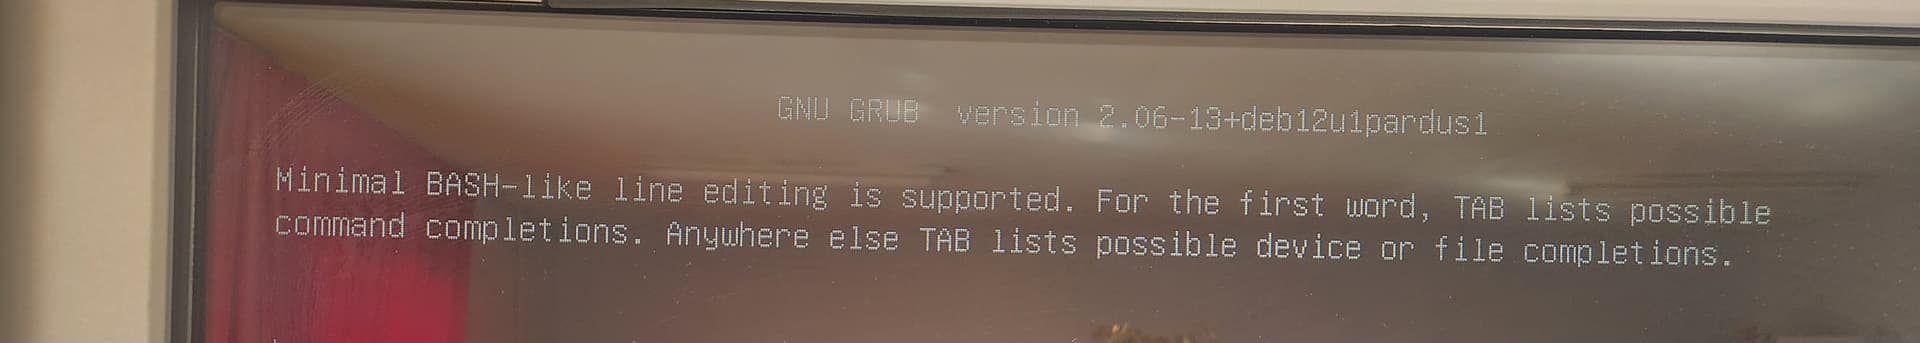 GNU GRUB  version 2.06-13+deb12u1pardus1
Minimal BASH-like line editing is supported. For the first word, TAB lists possible
command completions. Anywhere else TAB lists possible device or file completions.